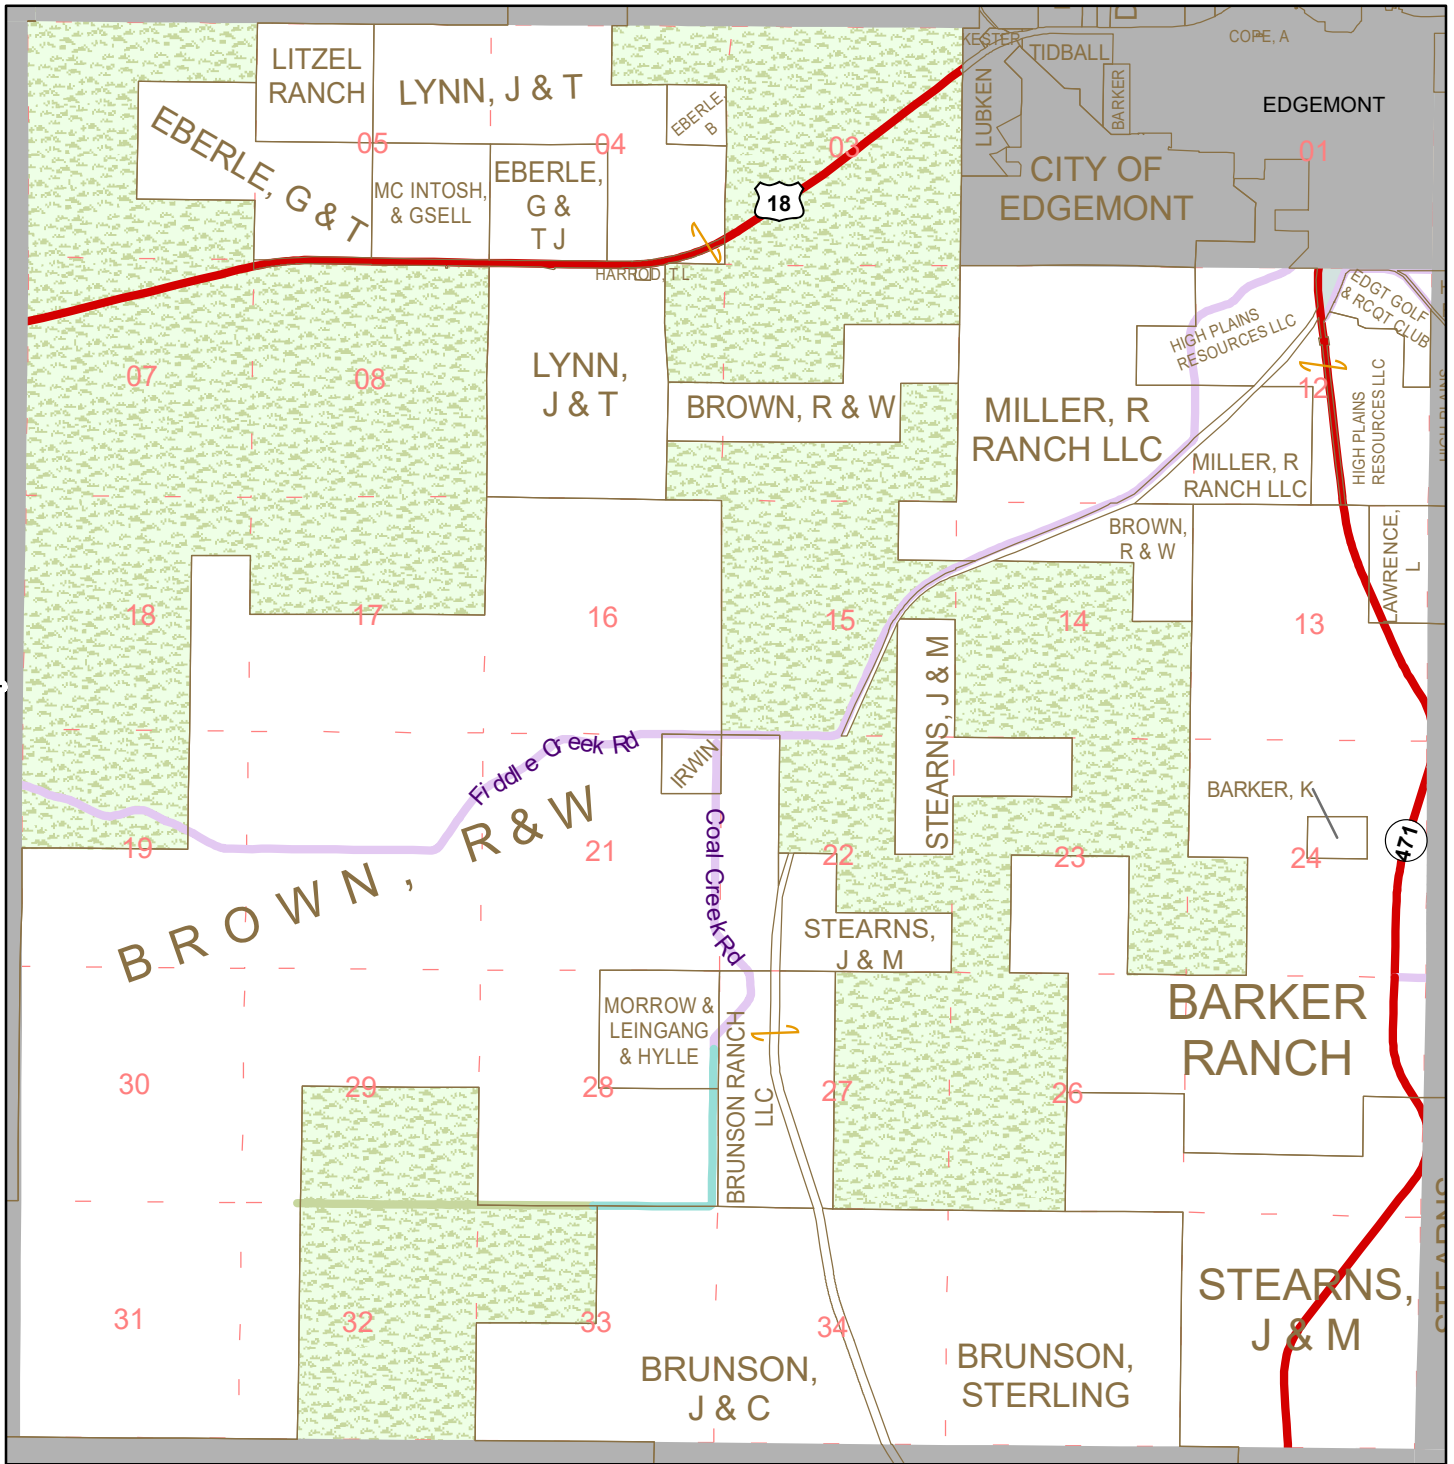 KESTER
TIDBALL
COPE, A
LITZEL
RANCH
LYNN, J & T
EBERLE,
B
LUBKEN
BARKER
EDGEMONT
EBERLE, G & T
05
04
03
01
MC INTOSH,
& GSELL
EBERLE,
G &
T J
18
CITY OF
EDGEMONT
HARROD, T L
EDGT GOLF
& RCQT CLUB
HIGH PLAINS
RESOURCES LLC
07
08
LYNN,
J & T
BROWN, R & W
MILLER, R
RANCH LLC
12
HIGH PLAINS
RESOURCES LLC
HIGH PLAINS
MILLER, R
RANCH LLC
BROWN,
R & W
LAWRENCE,
L
18
17
16
15
14
13
STEARNS, J & M
Fiddle Creek Rd
IRWIN
BARKER, K
471
19
BROWN, R & W
21
Coal Creek Rd
22
23
24
STEARNS,
J & M
MORROW &
LEINGANG
& HYLLE
BRUNSON RANCH
LLC
BARKER
RANCH
30
29
28
27
26
STEARNS
31
32
33
34
STEARNS,
J & M
BRUNSON,
J & C
BRUNSON,
STERLING